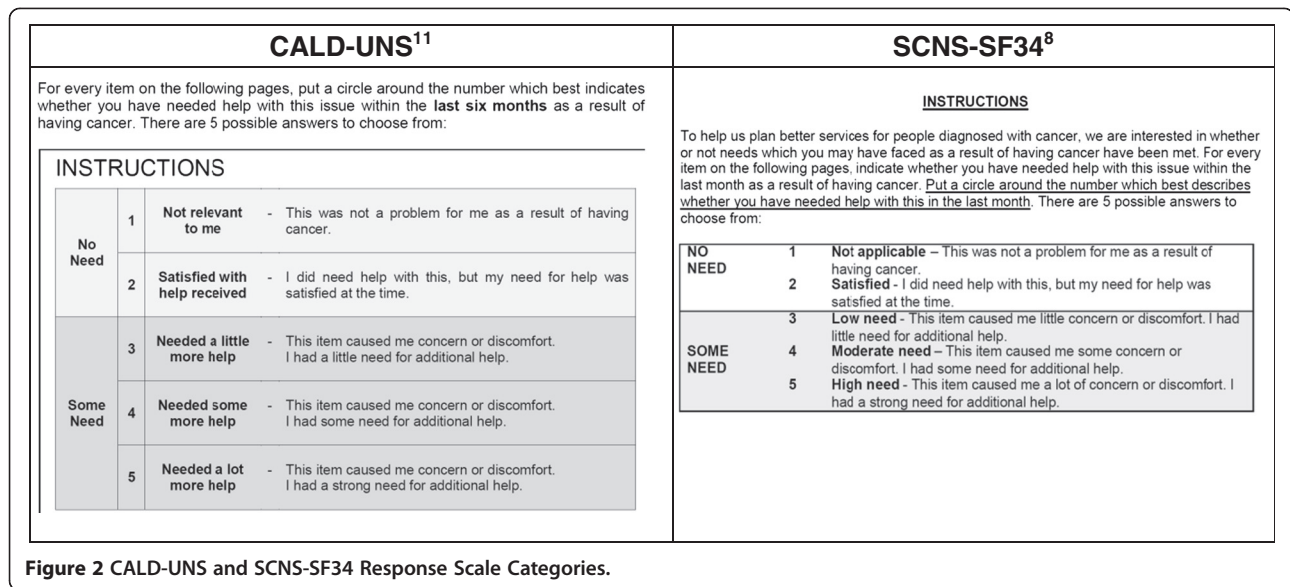 CALD-UNS11
For every item on the following pages, put a circle around the number which best indicates
whether you have needed help with this issue within the last six months as a result of
having cancer. There are 5 possible answers to choose from:
INSTRUCTIONS
No
Need
1
Not relevant
to me
- This was not a problem for me as a result of having
cancer.
2
Satisfied with
help received
- I did need help with this, but my need for help was
satisfied at the time.
Some
Need
3
Needed a little
more help
- This item caused me concern or discomfort.
I had a little need for additional help.
4
Needed some
more help
- This item caused me concern or discomfort.
I had some need for additional help.
5
Needed a lot
more help
- This item caused me concern or discomfort.
I had a strong need for additional help.
SCNS-SF348
INSTRUCTIONS
To help us plan better services for people diagnosed with cancer, we are interested in whether
or not needs which you may have faced as a result of having cancer have been met. For every
item on the following pages, indicate whether you have needed help with this issue within the
last month as a result of having cancer. Put a circle around the number which best describes
whether you have needed help with this in the last month. There are 5 possible answers to
choose from:
NO
NEED
1 Not applicable – This was not a problem for me as a result of
having cancer.
2 Satisfied - I did need help with this, but my need for help was
satisfied at the time.
SOME
NEED
3 Low need - This item caused me little concern or discomfort. I had
little need for additional help.
4 Moderate need – This item caused me some concern or
discomfort. I had some need for additional help.
5 High need - This item caused me a lot of concern or discomfort. I
had a strong need for additional help.
Figure 2 CALD-UNS and SCNS-SF34 Response Scale Categories.